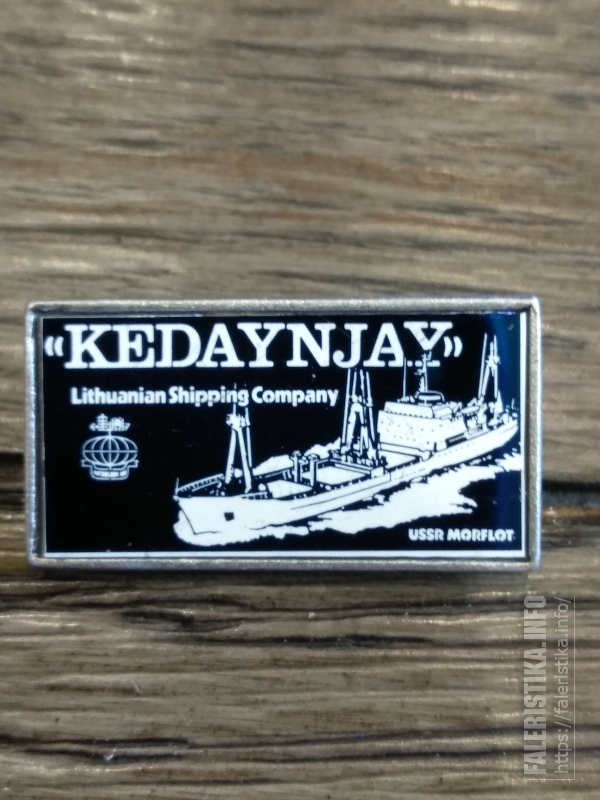 «KEDAYNJAY»
Lithuanian Shipping Company
USSR MORFLOT
FALERISTIKA.INFO
https://faleristika.info/